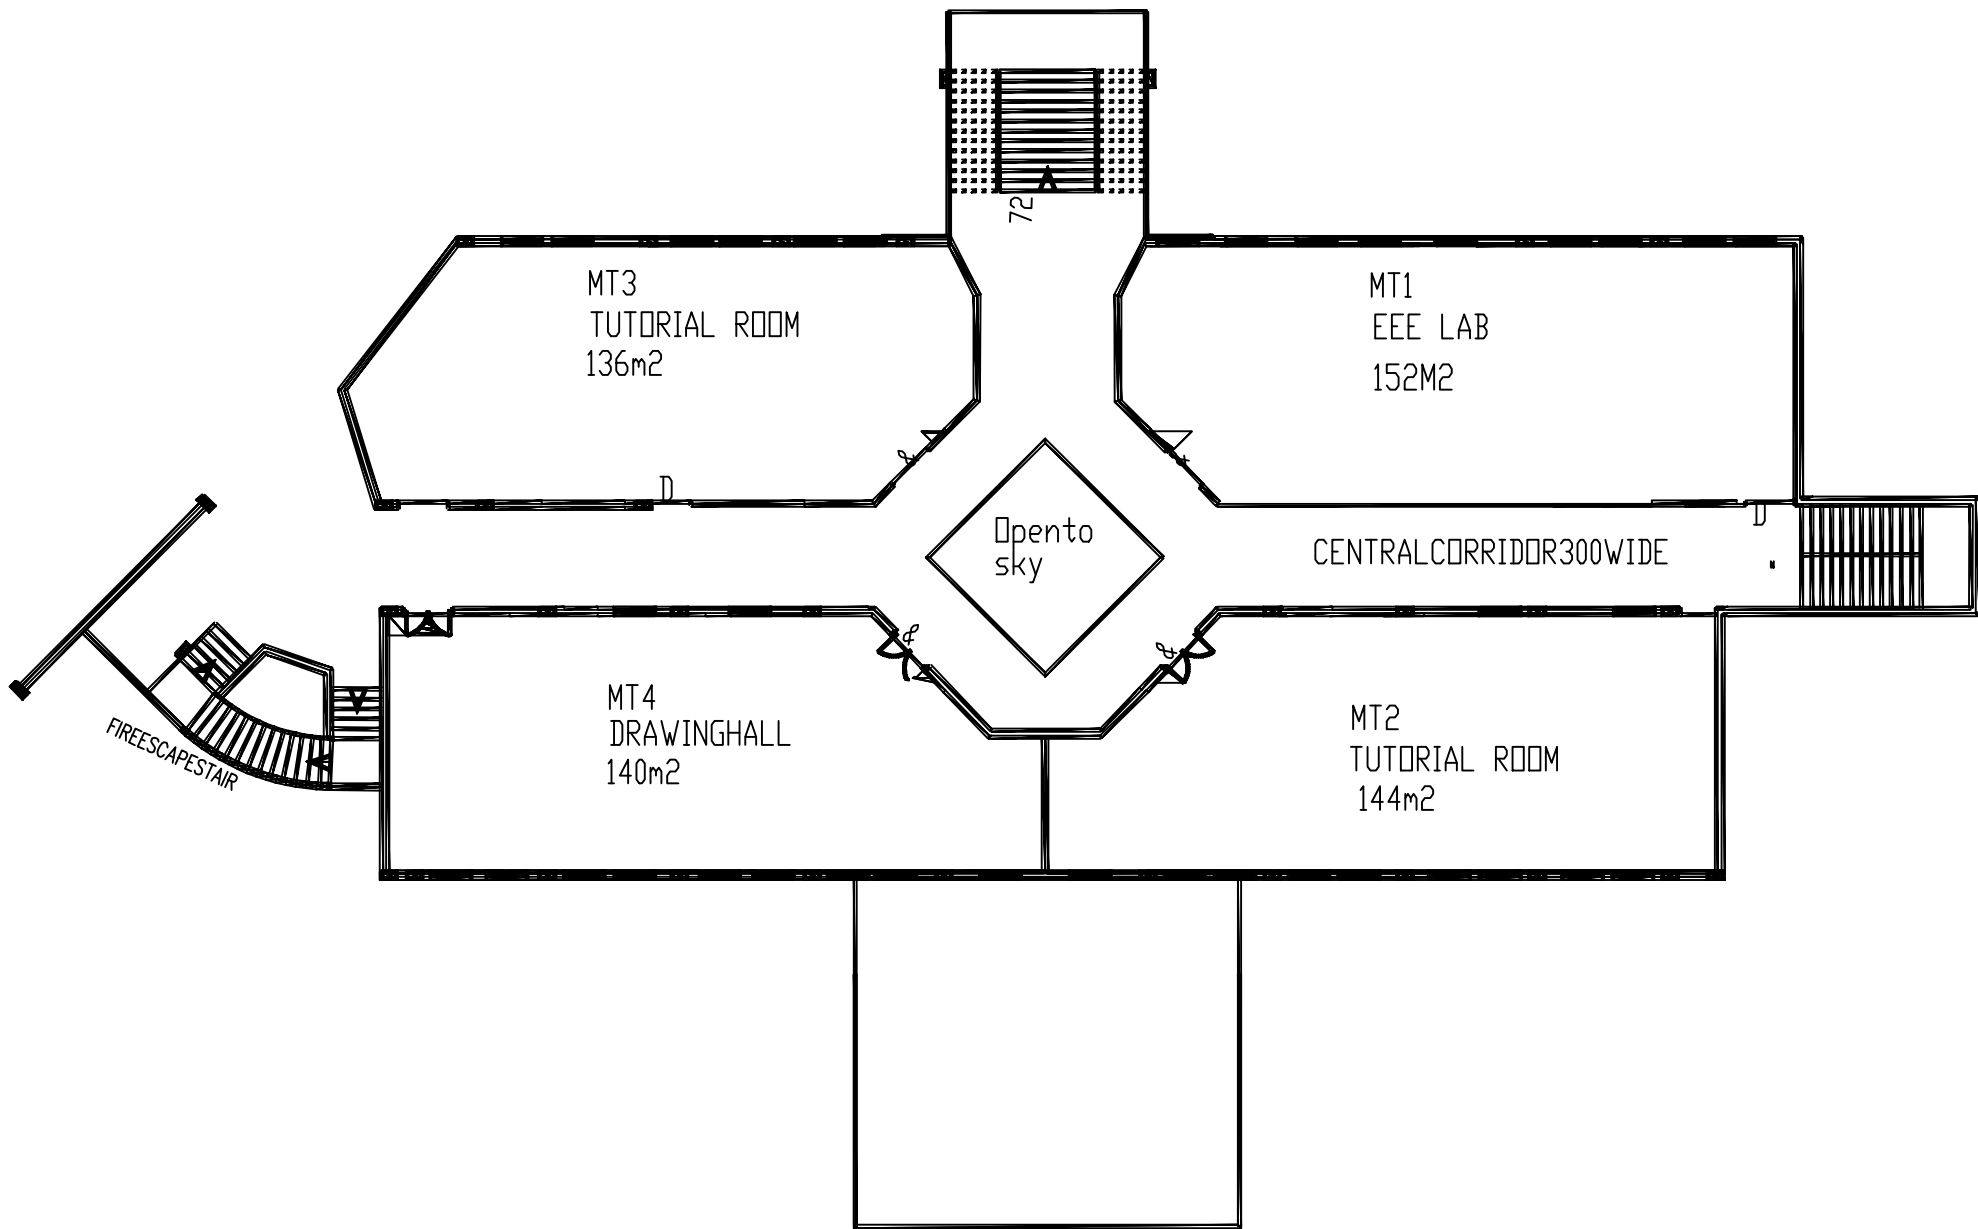 72
MT3
TUTORIAL ROOM
136m2
MT1
EEE LAB
152M2
&
&
D
D
Opento
sky
CENTRALCORRIDOR300WIDE
&
&
MT4
DRAWINGHALL
140m2
MT2
TUTORIAL ROOM
144m2
FIREESCAPESTAIR